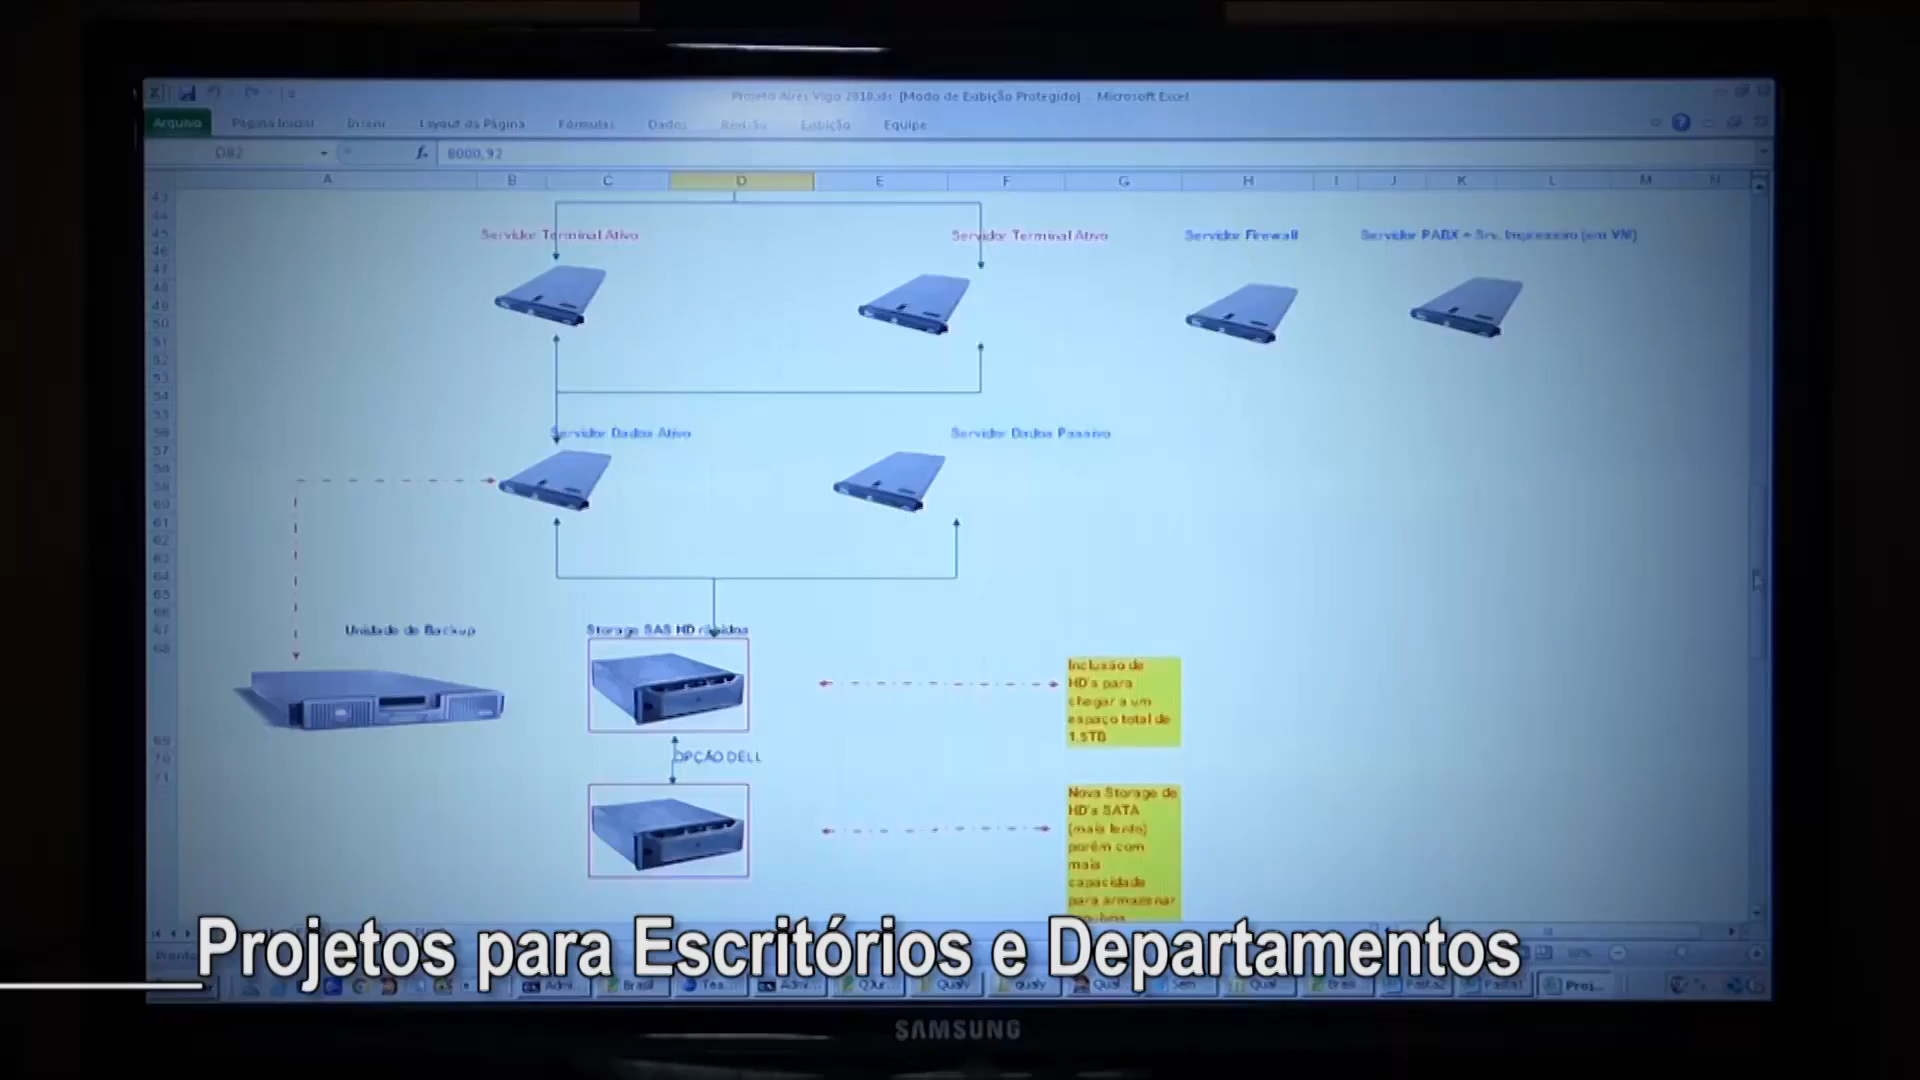 Projeto Aires Vigo 2010.xls [Modo de Exibição Protegido] - Microsoft Excel
Arquivo Página Inicial Inserir Layout da Página Fórmulas Dados Revisão Exibição Equipe
D82 fx 8000,92
A B C D E F G H I J K L M N
Servidor Terminal Ativo Servidor Terminal Ativo Servidor Firewall Servidor PABX + Srv. Impressão (em VM)
Servidor Dados Ativo Servidor Dados Passivo
Unidade de Backup Storage SAS HD rápidos
Inclusão de
HD's para
chegar a um
espaço total de
1,5TB
OPÇÃO DELL
Nova Storage de
HD's SATA
(mais lento)
porém com
mais
capacidade
para armazenar
arquivos
Projetos para Escritórios e Departamentos
SAMSUNG